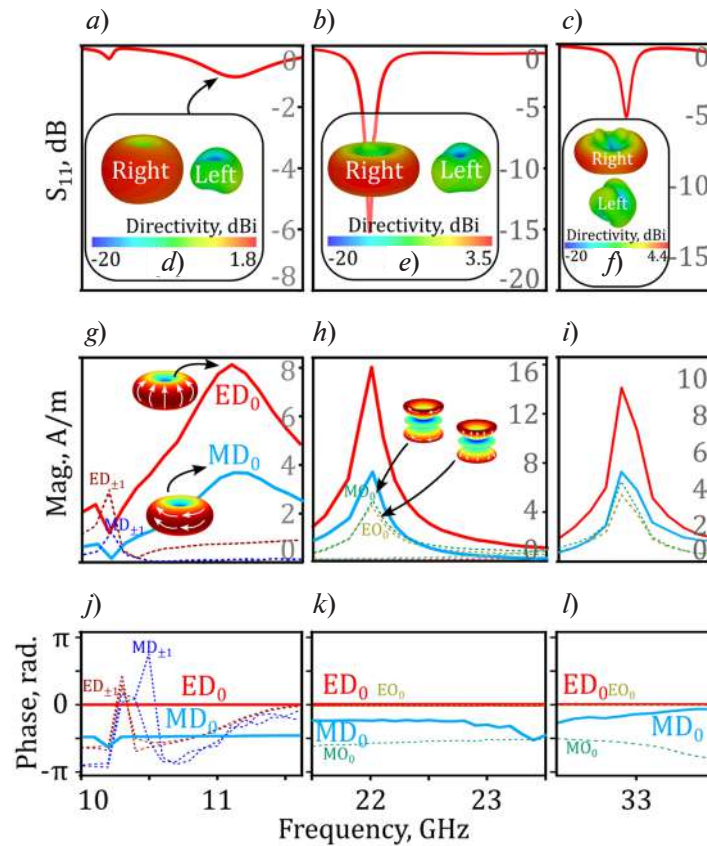 a) b) c)
0 0 0
-2 -5 -5
-4 -10 -10
-6 -15 -15
-8 -20
S11, dB
Right Left Right Left Right
Left
Directivity, dBi Directivity, dBi Directivity, dBi
-20 d) 1.8 -20 e) 3.5 -20 f) 4.4
g) h) i)
8 16 10
6 12 8
4 8 6
2 4 4
0 0 2
0
Mag., A/m
ED0
MD0
ED±1
MD±1
MO0
EO0
j) k) l)
π
0
-π
Phase, rad.
MD±1
ED±1 ED0 ED0 EO0 ED0 EO0
MD0 MD0 MD0
MO0 MO0
10 11 22 23 33
Frequency, GHz